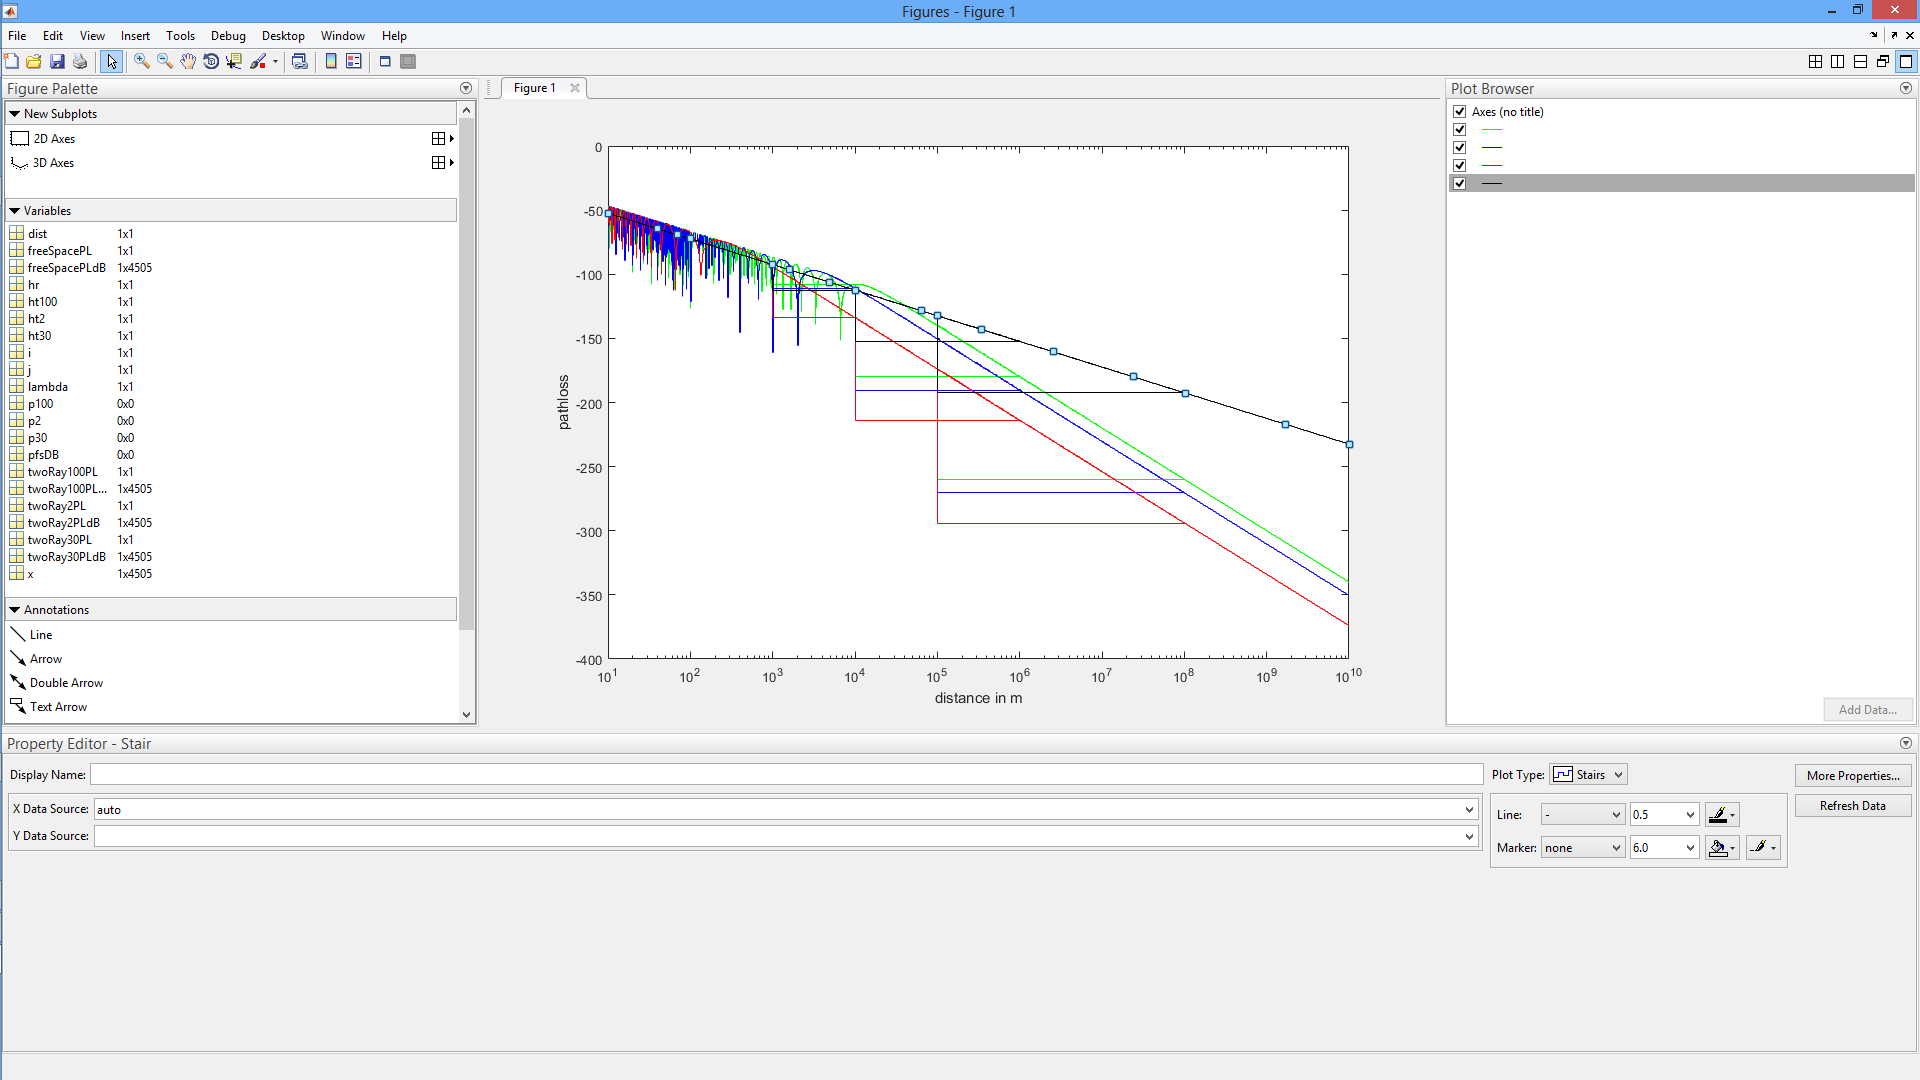 Figures - Figure 1
File Edit View Insert Tools Debug Desktop Window Help
Figure Palette
New Subplots
2D Axes
3D Axes
Variables
dist 1x1
freeSpacePL 1x1
freeSpacePLdB 1x4505
hr 1x1
ht100 1x1
ht2 1x1
ht30 1x1
i 1x1
j 1x1
lambda 1x1
p100 0x0
p2 0x0
p30 0x0
pfsDB 0x0
twoRay100PL 1x1
twoRay100PL... 1x4505
twoRay2PL 1x1
twoRay2PLdB 1x4505
twoRay30PL 1x1
twoRay30PLdB 1x4505
x 1x4505
Annotations
Line
Arrow
Double Arrow
Text Arrow
Figure 1
0
-50
-100
-150
-200
-250
-300
-350
-400
pathloss
10^1 10^2 10^3 10^4 10^5 10^6 10^7 10^8 10^9 10^10
distance in m
Plot Browser
Axes (no title)
Add Data...
Property Editor - Stair
Display Name:
X Data Source: auto
Y Data Source:
Plot Type: Stairs
Line: - 0.5
Marker: none 6.0
More Properties...
Refresh Data